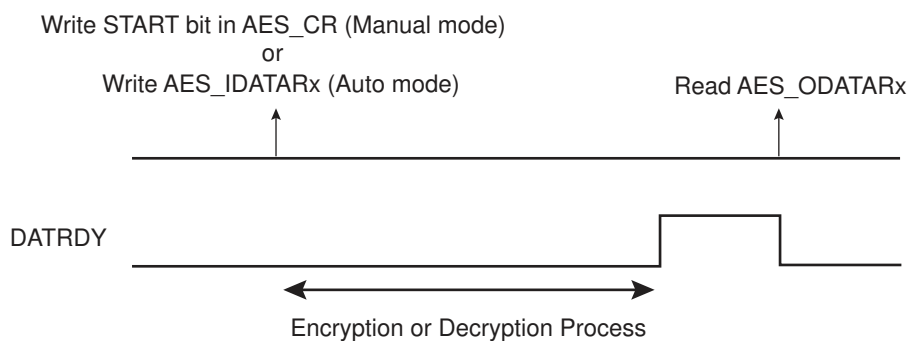 Write START bit in AES_CR (Manual mode)
or
Write AES_IDATARx (Auto mode)
Read AES_ODATARx
DATRDY
Encryption or Decryption Process